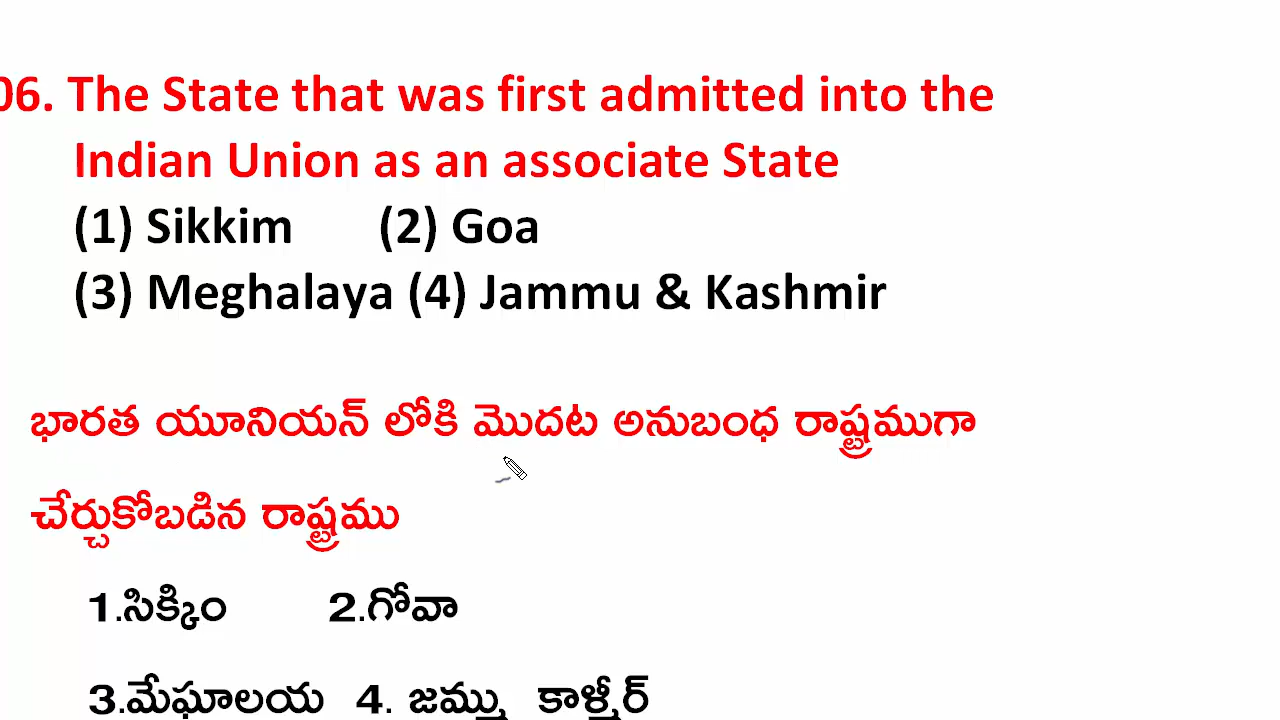 06. The State that was first admitted into the
Indian Union as an associate State
(1) Sikkim (2) Goa
(3) Meghalaya (4) Jammu & Kashmir
భారత యూనియన్ లోకి మొదట అనుబంధ రాష్ట్రముగా
చేర్చుకోబడిన రాష్ట్రము
1.సిక్కిం 2.గోవా
3.మేఘాలయ 4. జమ్ము కాశ్మీర్